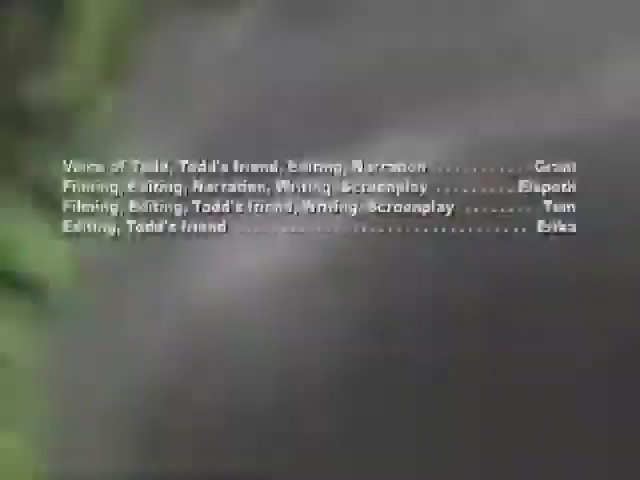 Voice of Todd, Todd's friend, Editing, Narration .......... Grant
Filming, Editing, Narration, Writing, Screenplay .......... Elspeth
Filming, Editing, Todd's friend, Writing, Screenplay .......... Tom
Editing, Todd's friend .......... Erika